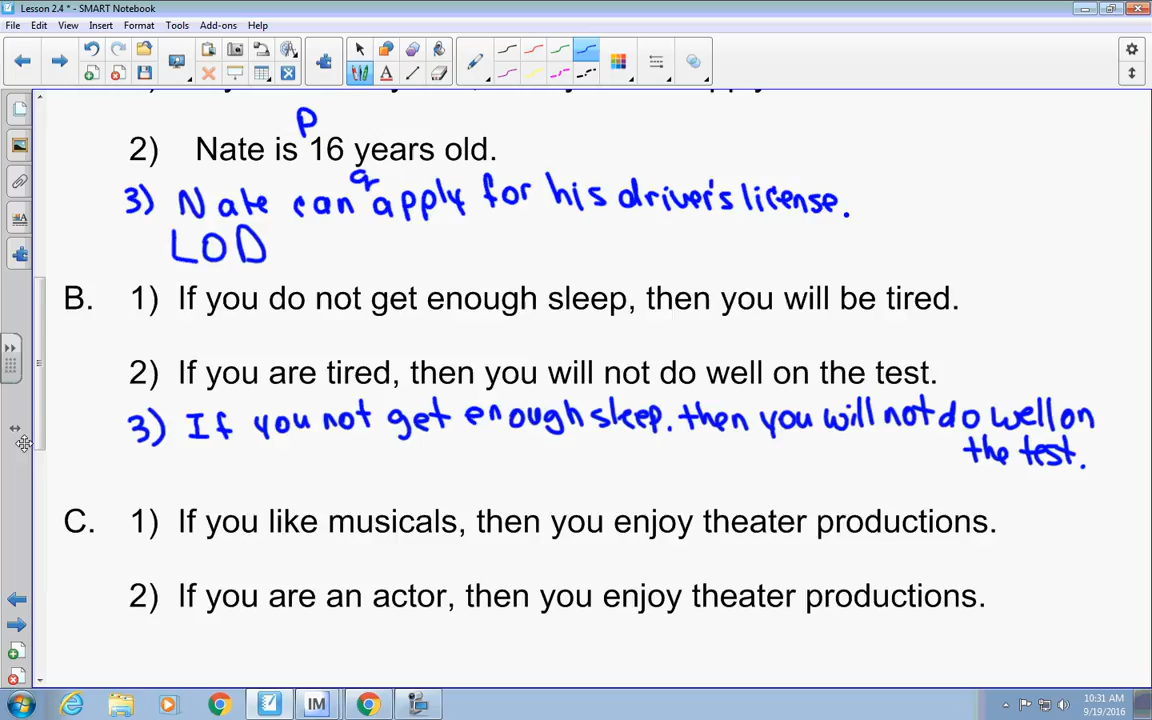 Lesson 2.4 * - SMART Notebook
File Edit View Insert Format Tools Add-ons Help
P
2) Nate is 16 years old.
q
3) Nate can apply for his driver's license.
LOD
B. 1) If you do not get enough sleep, then you will be tired.
2) If you are tired, then you will not do well on the test.
3) If you not get enough sleep. then you will not do well on
the test.
C. 1) If you like musicals, then you enjoy theater productions.
2) If you are an actor, then you enjoy theater productions.
IM
10:31 AM
9/19/2016